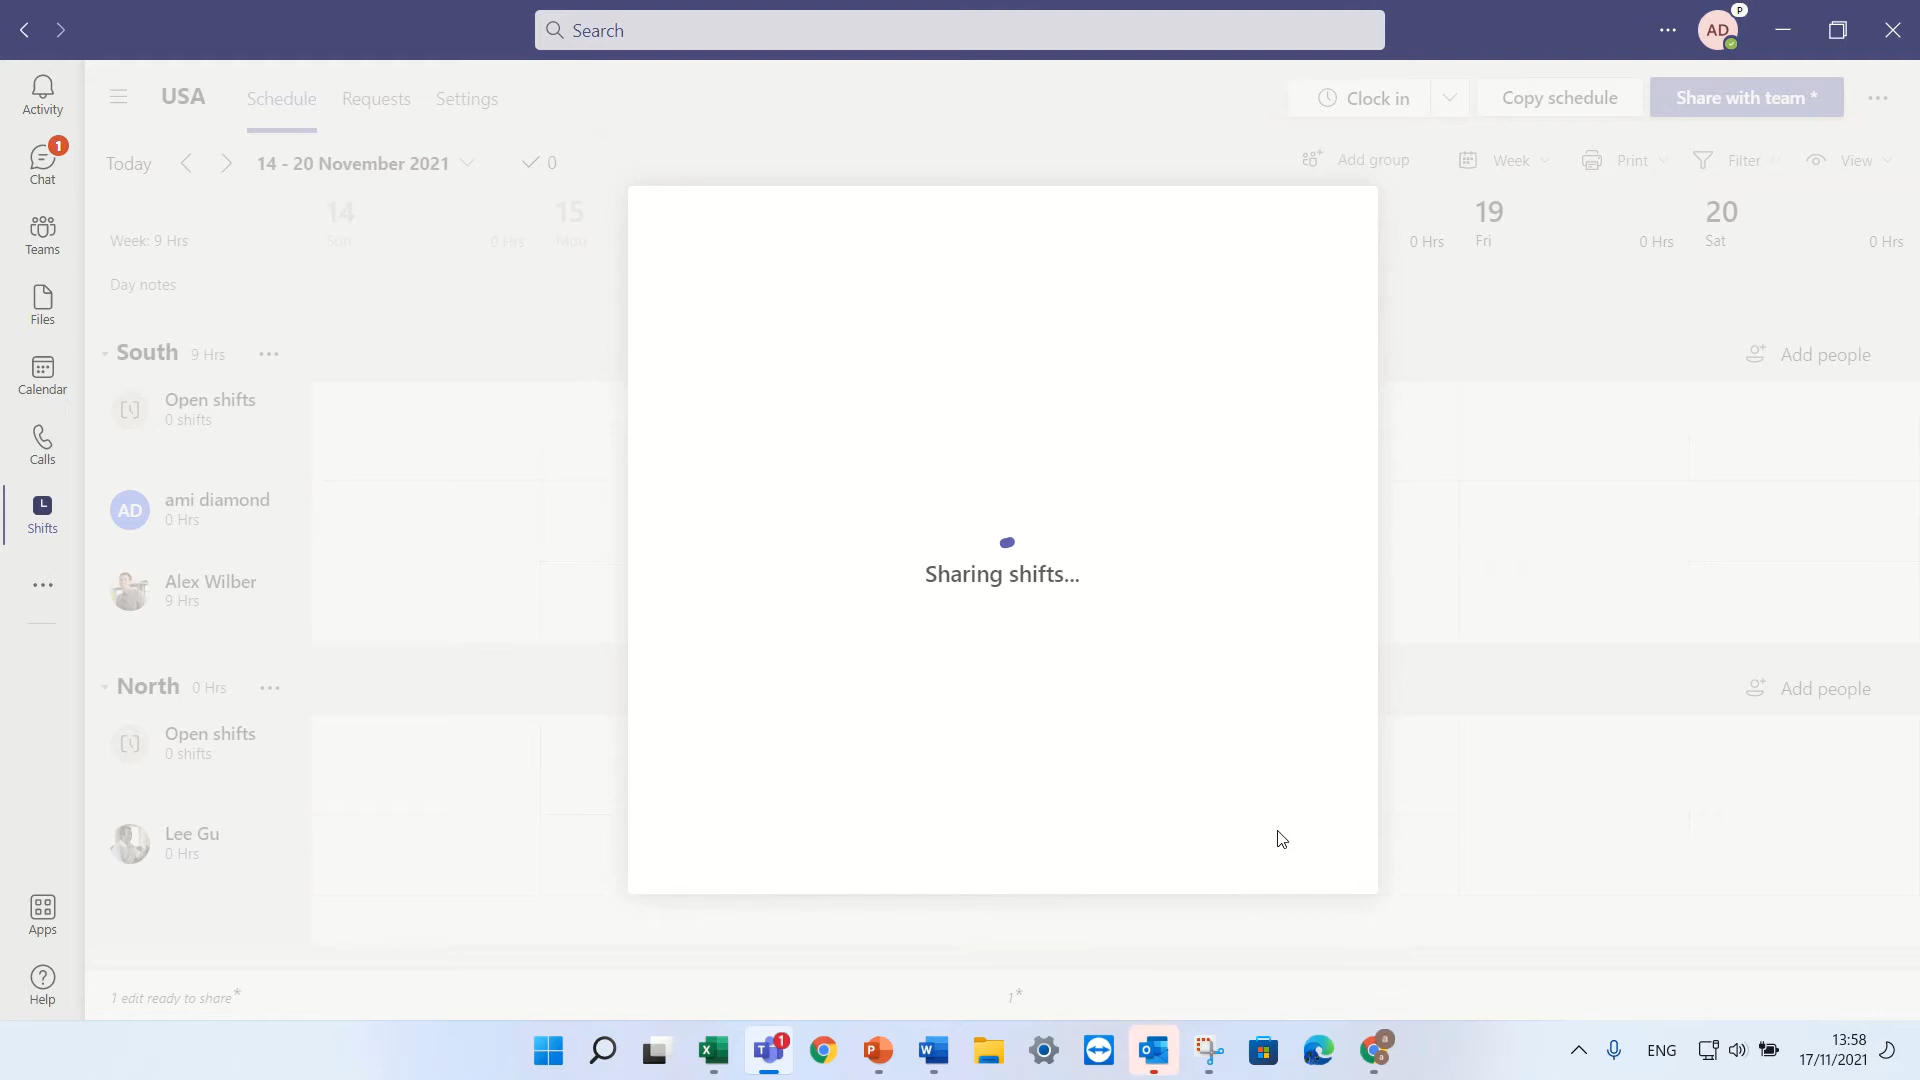 Search
AD
P
Activity
1
Chat
Teams
Files
Calendar
Calls
Shifts
Apps
Help
USA
Schedule
Requests
Settings
Clock in
Copy schedule
Share with team *
Today
14 - 20 November 2021
0
Add group
Week
Print
Filter
View
Week: 9 Hrs
14
Sun
0 Hrs
15
Mon
0 Hrs
19
Fri
0 Hrs
20
Sat
0 Hrs
Day notes
South 9 Hrs
Add people
Open shifts
0 shifts
AD
ami diamond
0 Hrs
Alex Wilber
9 Hrs
Sharing shifts...
North 0 Hrs
Add people
Open shifts
0 shifts
Lee Gu
0 Hrs
1 edit ready to share*
1*
1
a
a
ENG
13:58
17/11/2021